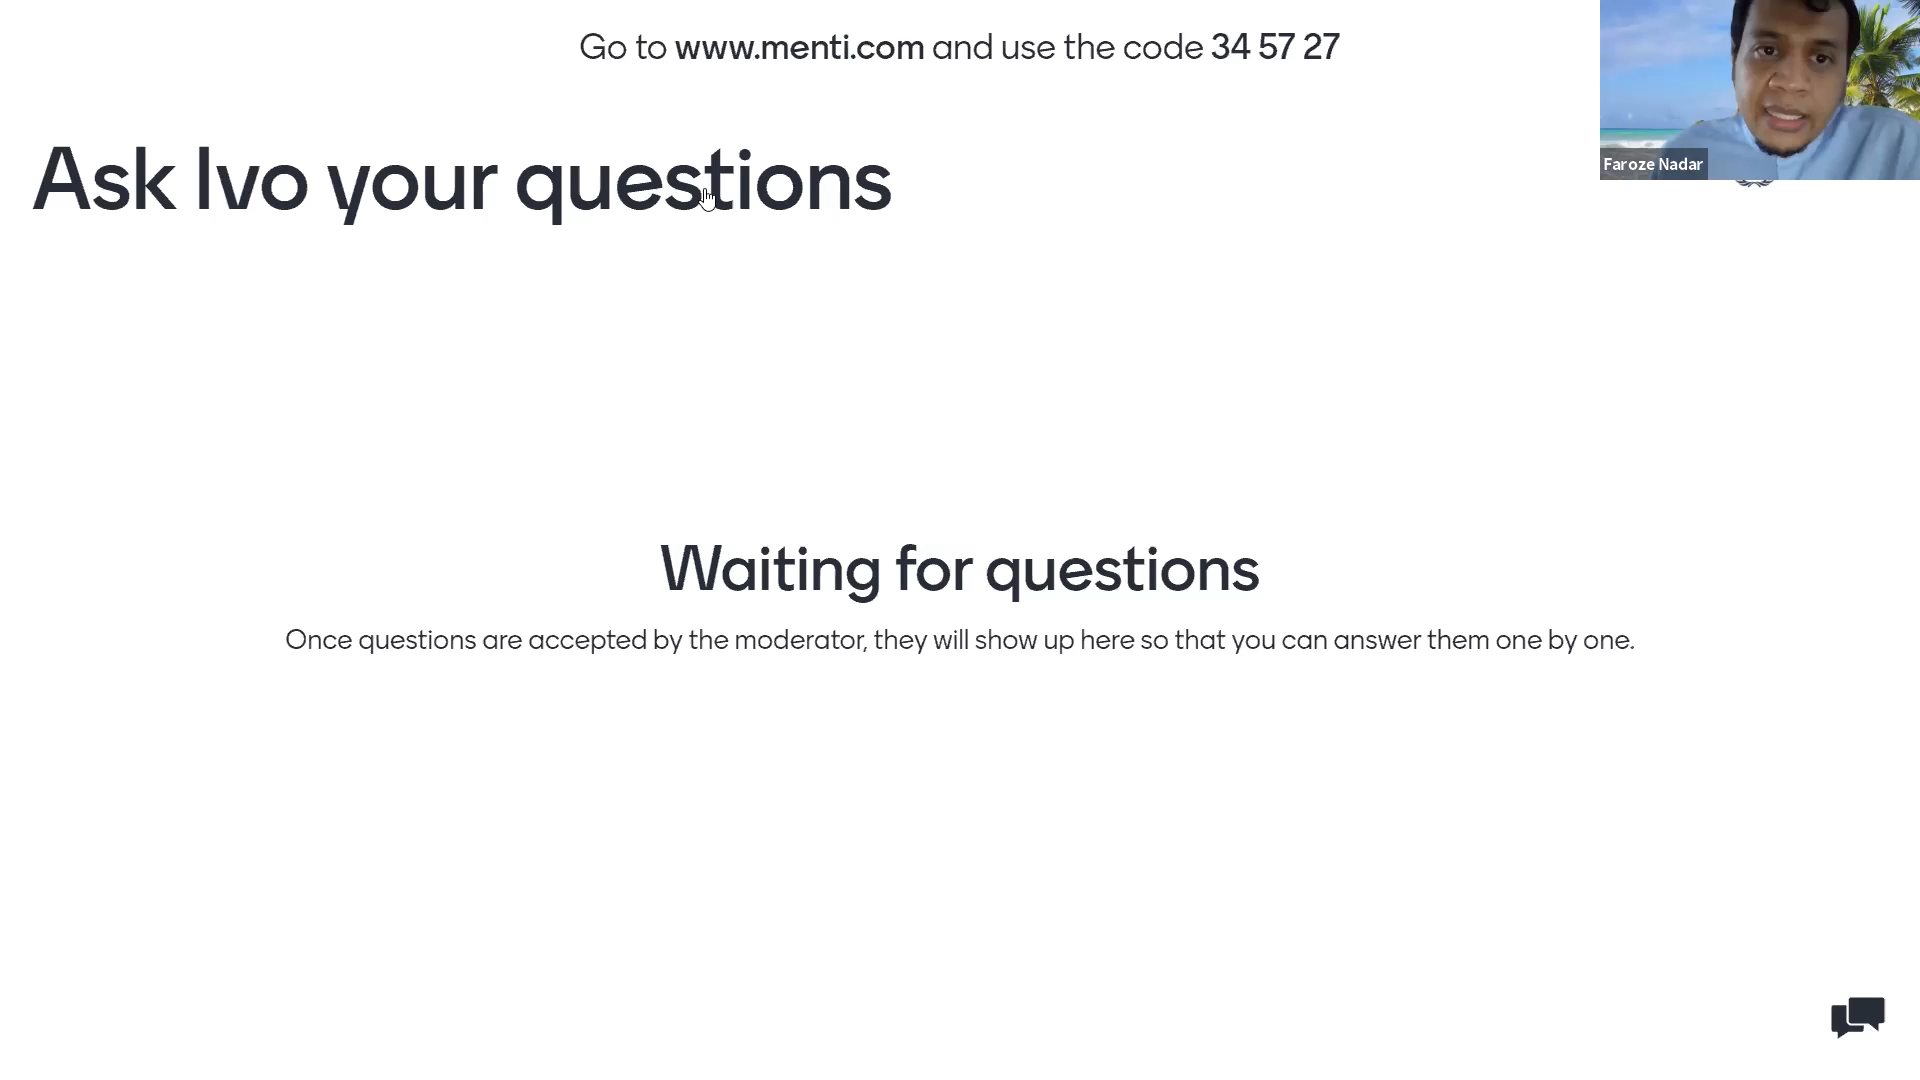 Go to www.menti.com and use the code 34 57 27
Faroze Nadar
Ask Ivo your questions
Waiting for questions
Once questions are accepted by the moderator, they will show up here so that you can answer them one by one.